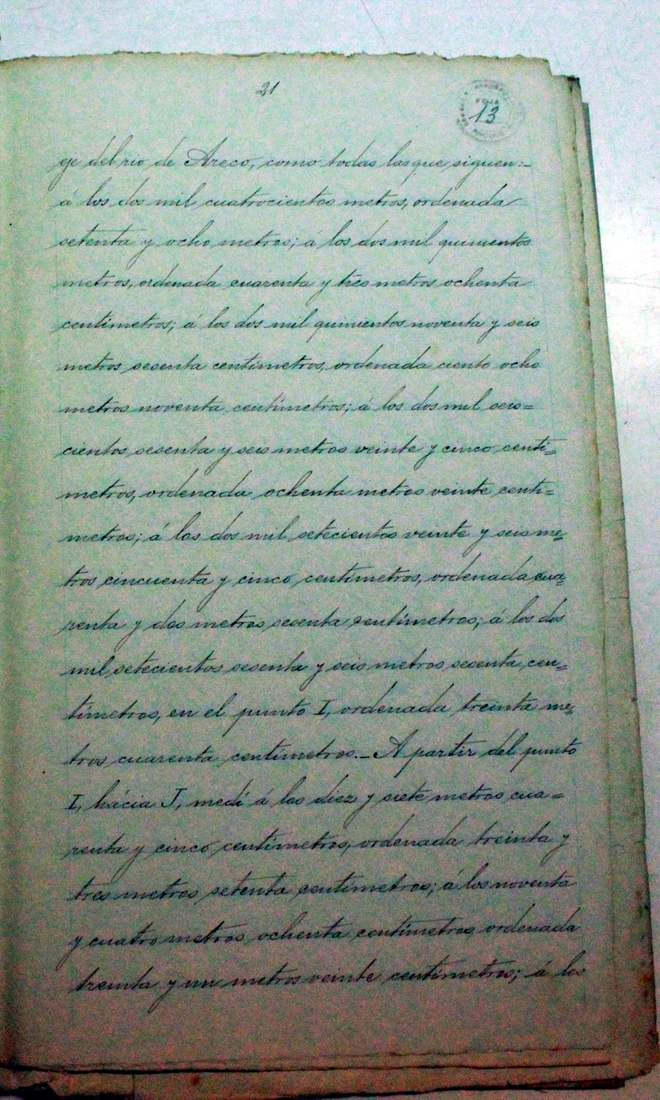 21
FOJA
13
ge del rio de Areco, como todas las que siguen:-
á los dos mil cuatrocientos metros, ordenada
setenta y ocho metros; á los dos mil quinientos
metros, ordenada cuarenta y tres metros ochenta
centímetros; á los dos mil quinientos noventa y seis
metros sesenta centímetros, ordenada ciento ocho
metros noventa centímetros; á los dos mil seis=
cientos sesenta y seis metros veinte y cinco centí=
metros, ordenada ochenta metros veinte centí=
metros; á los dos mil setecientos veinte y seis me=
tros cincuenta y cinco centímetros, ordenada cua=
renta y dos metros sesenta centímetros; á los dos
mil setecientos sesenta y seis metros sesenta cen=
tímetros, en el punto I, ordenada treinta me=
tros cuarenta centímetros.- A partir del punto
I, hácia J, medí á los diez y siete metros cua=
renta y cinco centímetros, ordenada treinta y
tres metros setenta centímetros; á los noventa
y cuatro metros ochenta centímetros ordenada
treinta y un metros veinte centímetros; á los